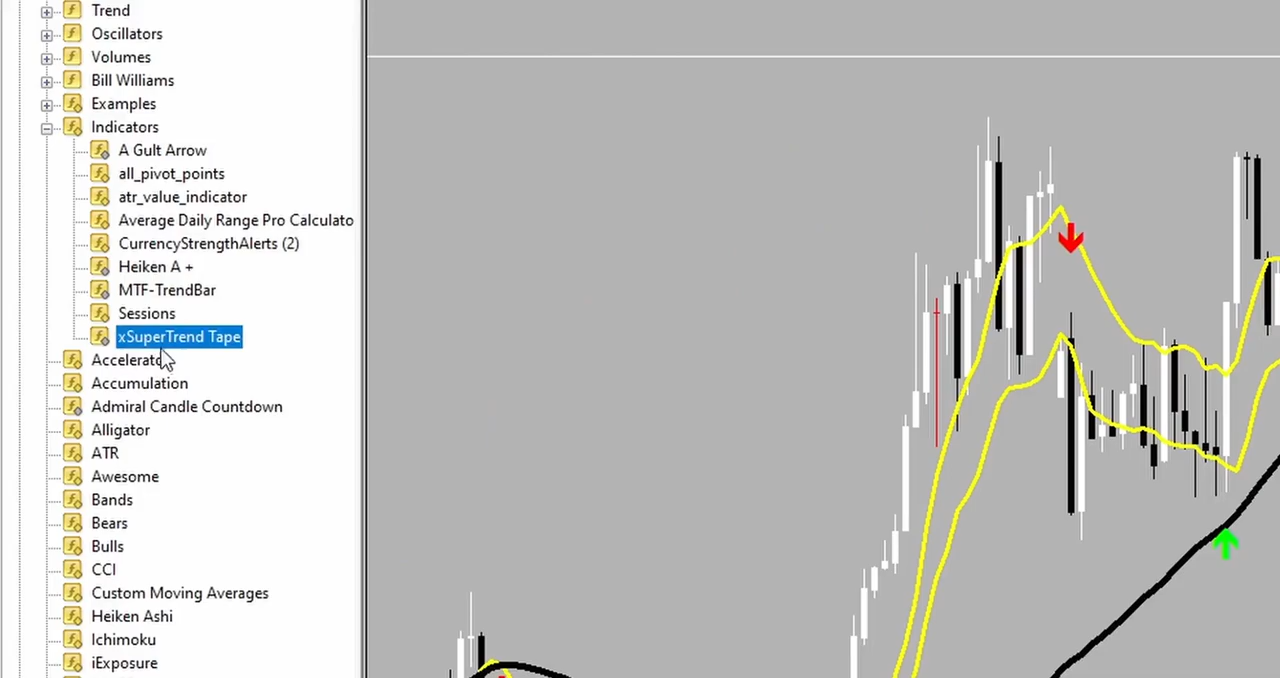 Trend
Oscillators
Volumes
Bill Williams
Examples
Indicators
A Gult Arrow
all_pivot_points
atr_value_indicator
Average Daily Range Pro Calculato
CurrencyStrengthAlerts (2)
Heiken A +
MTF-TrendBar
Sessions
xSuperTrend Tape
Accelerato
Accumulation
Admiral Candle Countdown
Alligator
ATR
Awesome
Bands
Bears
Bulls
CCI
Custom Moving Averages
Heiken Ashi
Ichimoku
iExposure